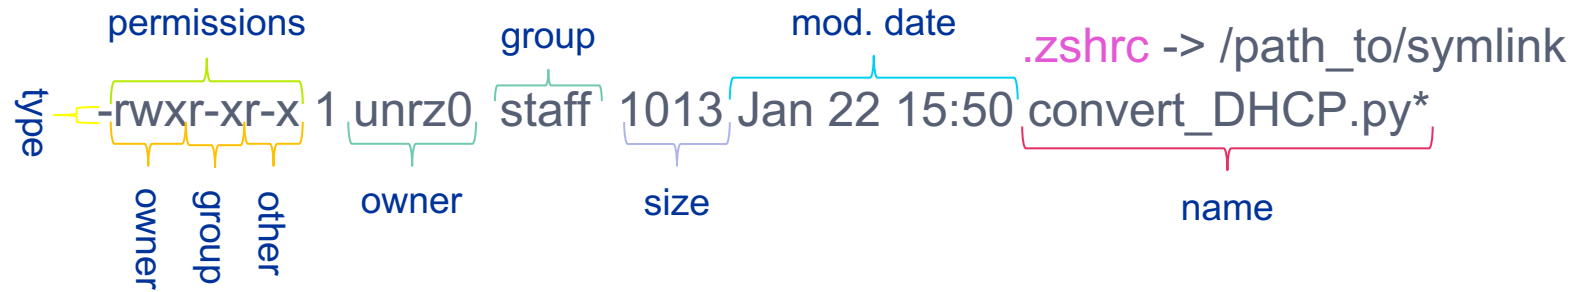 permissions
group
mod. date
.zshrc -> /path_to/symlink
type
-rwxr-xr-x 1 unrz0 staff 1013 Jan 22 15:50 convert_DHCP.py*
owner
group
other
owner
size
name